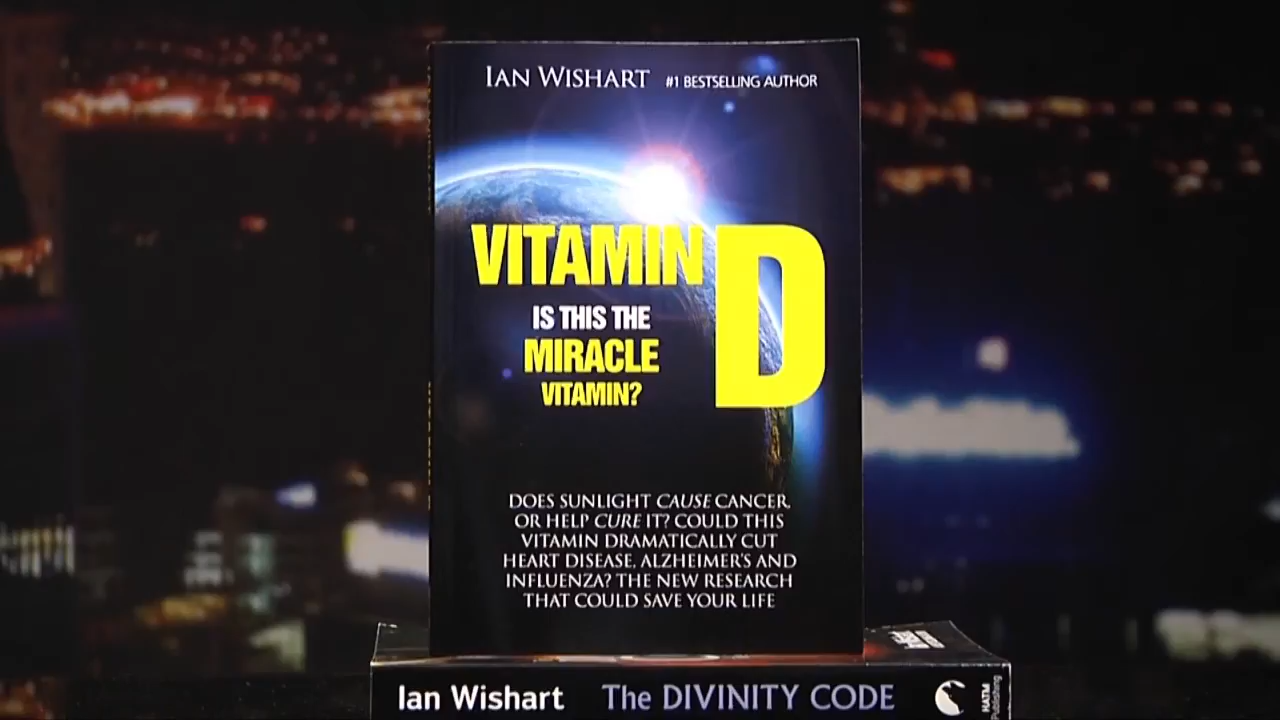 IAN WISHART #1 BESTSELLING AUTHOR
VITAMIN D
IS THIS THE
MIRACLE
VITAMIN?
DOES SUNLIGHT CAUSE CANCER,
OR HELP CURE IT? COULD THIS
VITAMIN DRAMATICALLY CUT
HEART DISEASE, ALZHEIMER'S AND
INFLUENZA? THE NEW RESEARCH
THAT COULD SAVE YOUR LIFE
Ian Wishart The DIVINITY CODE
HATM
Publishing